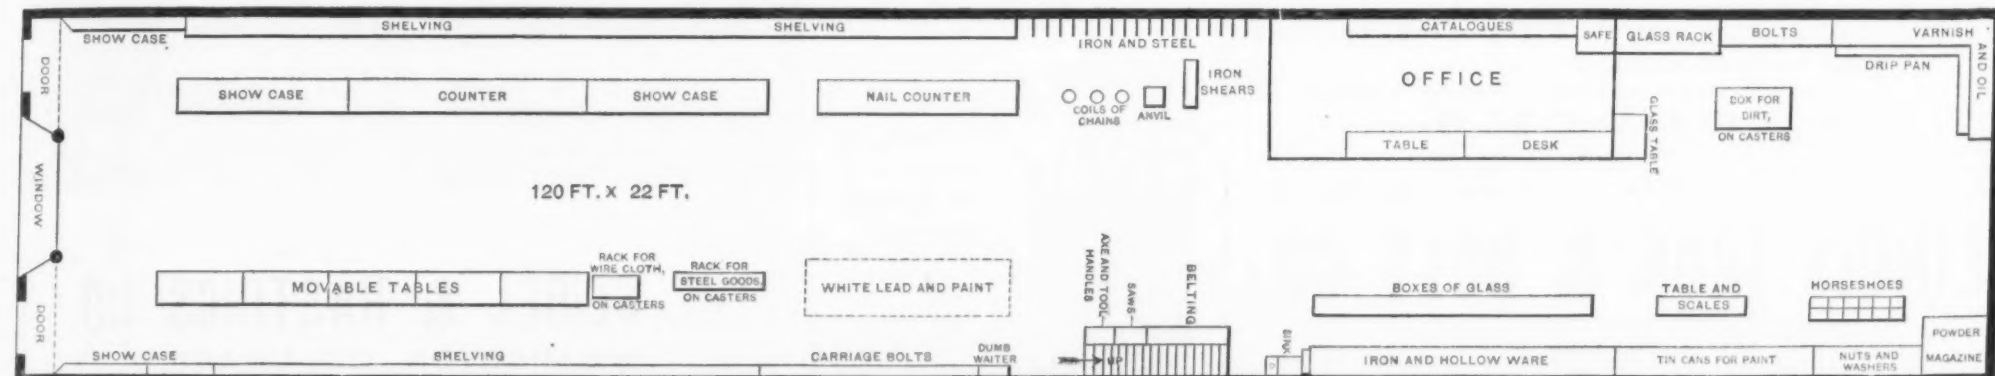 SHOW CASE
SHELVING
SHELVING
IRON AND STEEL
CATALOGUES
SAFE
GLASS RACK
BOLTS
VARNISH
AND OIL
DRIP PAN
DOOR
SHOW CASE
COUNTER
SHOW CASE
NAIL COUNTER
COILS OF
CHAINS
ANVIL
IRON
SHEARS
OFFICE
TABLE
DESK
GLASS TABLE
BOX FOR
DIRT,
ON CASTERS
WINDOW
120 FT. X 22 FT.
MOVABLE TABLES
RACK FOR
WIRE CLOTH,
ON CASTERS
RACK FOR
STEEL GOODS,
ON CASTERS
WHITE LEAD AND PAINT
AXE AND TOOL
HANDLES
SAWS
BELTING
BOXES OF GLASS
TABLE AND
SCALES
HORSESHOES
DOOR
SHOW CASE
SHELVING
CARRIAGE BOLTS
DUMB
WAITER
UP
SINK
IRON AND HOLLOW WARE
TIN CANS FOR PAINT
NUTS AND
WASHERS
POWDER
MAGAZINE